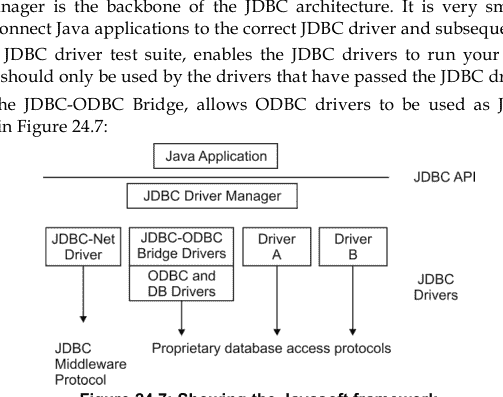 nager is the backbone of the JDBC architecture. It is very sm
onnect Java applications to the correct JDBC driver and subseque
JDBC driver test suite, enables the JDBC drivers to run your
should only be used by the drivers that have passed the JDBC dr
he JDBC-ODBC Bridge, allows ODBC drivers to be used as J
in Figure 24.7:
Java Application
JDBC API
JDBC Driver Manager
JDBC-Net
Driver
JDBC-ODBC
Bridge Drivers
ODBC and
DB Drivers
Driver
A
Driver
B
JDBC
Drivers
JDBC
Middleware
Protocol
Proprietary database access protocols
Figure 24.7: Showing the Javasoft framework